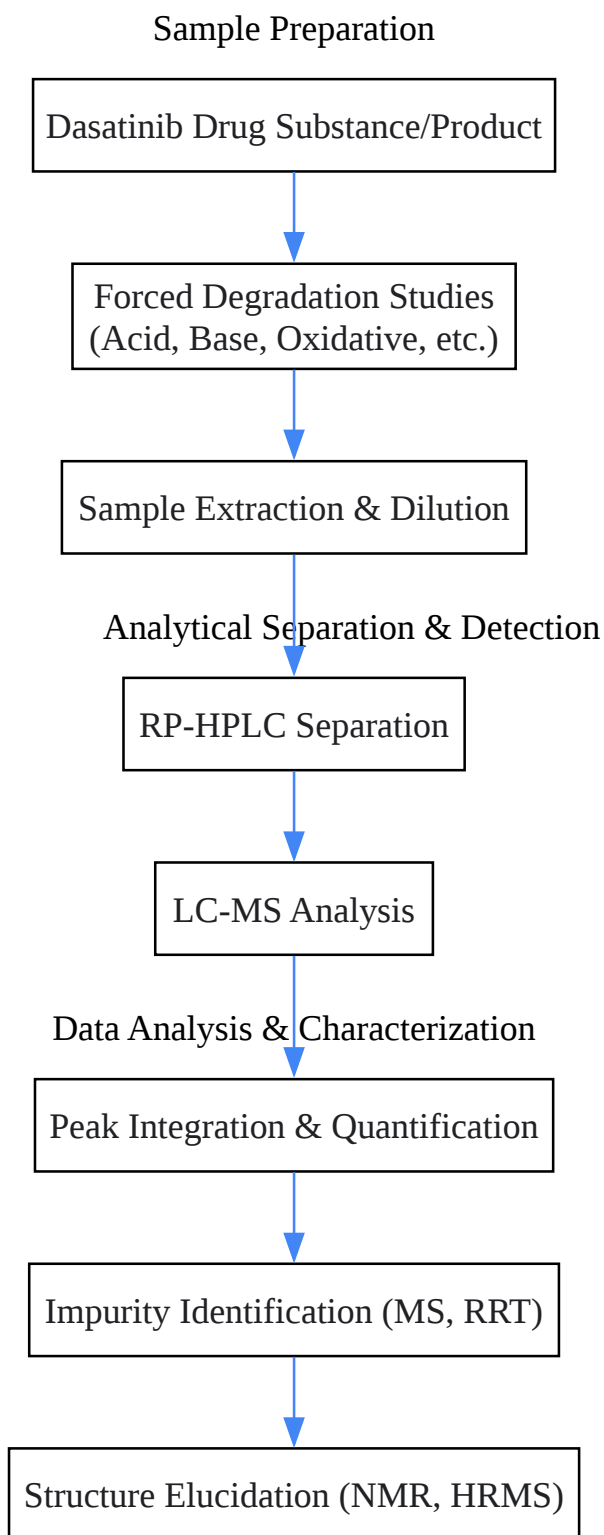 Sample Preparation
Dasatinib Drug Substance/Product
Forced Degradation Studies
(Acid, Base, Oxidative, etc.)
Sample Extraction & Dilution
Analytical Separation & Detection
RP-HPLC Separation
LC-MS Analysis
Data Analysis & Characterization
Peak Integration & Quantification
Impurity Identification (MS, RRT)
Structure Elucidation (NMR, HRMS)